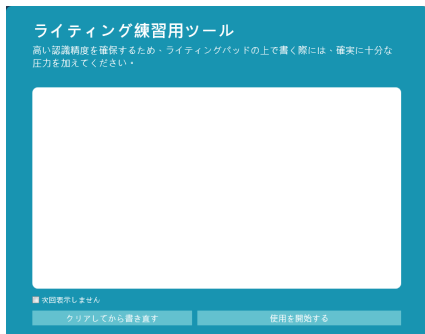 ライティング練習用ツール
高い認識精度を確保するため・ライティングパッドの上で書く際には・確実に十分な
圧力を加えてください・
次回表示しません
クリアしてから書き直す
使用を開始する